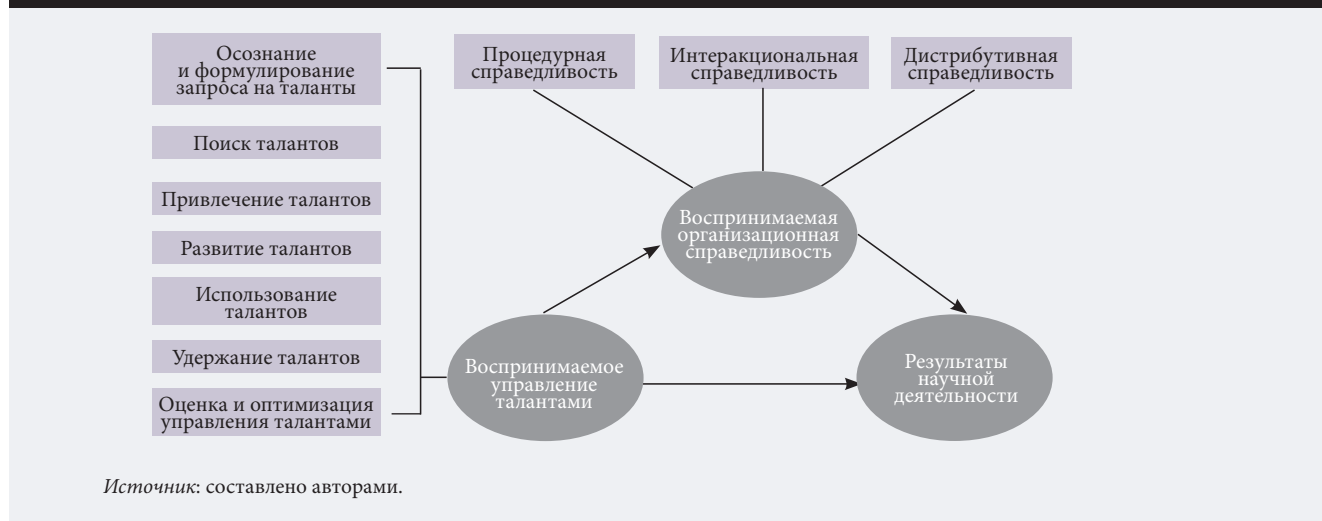 Осознание
и формулирование
запроса на таланты
Поиск талантов
Привлечение талантов
Развитие талантов
Использование
талантов
Удержание талантов
Оценка и оптимизация
управления талантами
Процедурная
справедливость
Интеракциональная
справедливость
Дистрибутивная
справедливость
Воспринимаемая
организационная
справедливость
Воспринимаемое
управление
талантами
Результаты
научной
деятельности
Источник: составлено авторами.